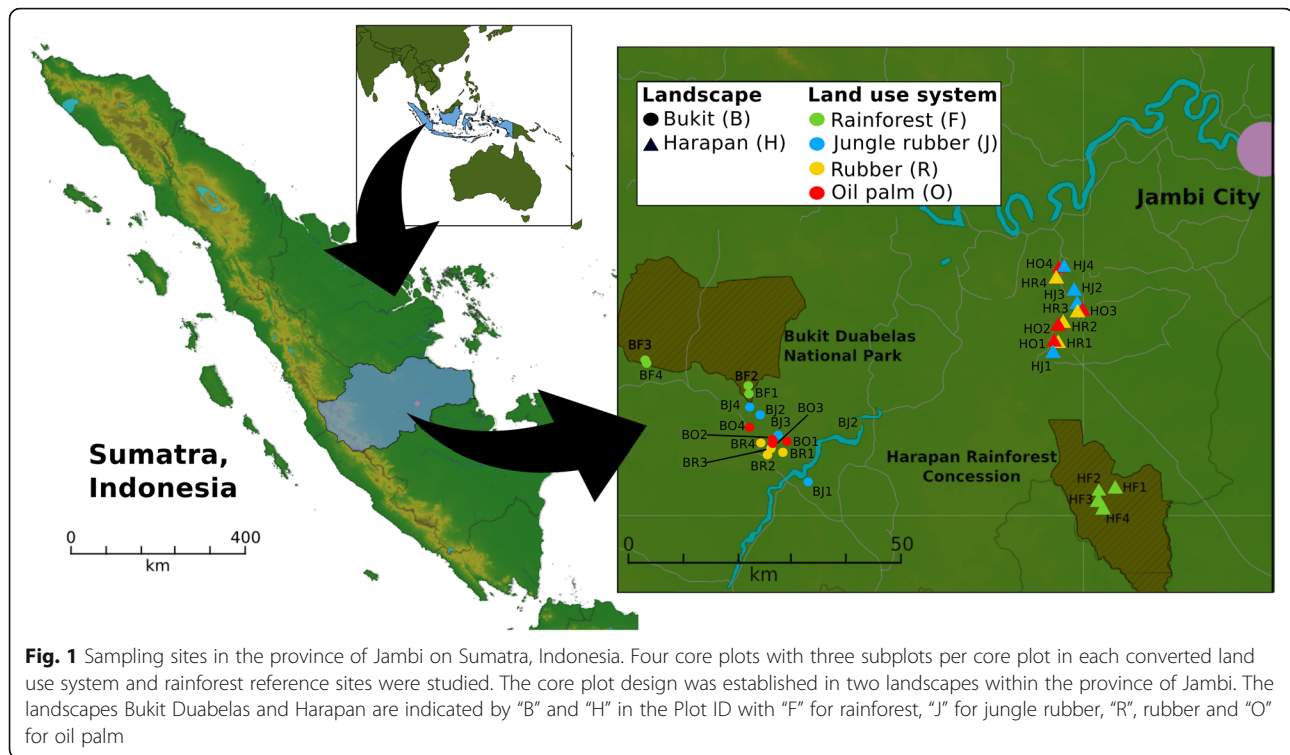 Sumatra,
Indonesia
0 400
km
Landscape
Bukit (B)
Harapan (H)
Land use system
Rainforest (F)
Jungle rubber (J)
Rubber (R)
Oil palm (O)
Jambi City
HO4 HJ4
HR4
HJ2
HJ3
HR3 HO3
HO2 HR2
HO1 HR1
HJ1
Bukit Duabelas
National Park
BF3
BF4
BF2
BF1
BJ4 BJ2 BO3
BJ3 BJ2
BO4
BO2 BO1
BR4
BR3 BR1
BR2
BJ1
Harapan Rainforest
Concession
HF2 HF1
HF3
HF4
0 50
km
Fig. 1 Sampling sites in the province of Jambi on Sumatra, Indonesia. Four core plots with three subplots per core plot in each converted land
use system and rainforest reference sites were studied. The core plot design was established in two landscapes within the province of Jambi. The
landscapes Bukit Duabelas and Harapan are indicated by “B” and “H” in the Plot ID with “F” for rainforest, “J” for jungle rubber, “R”, rubber and “O”
for oil palm